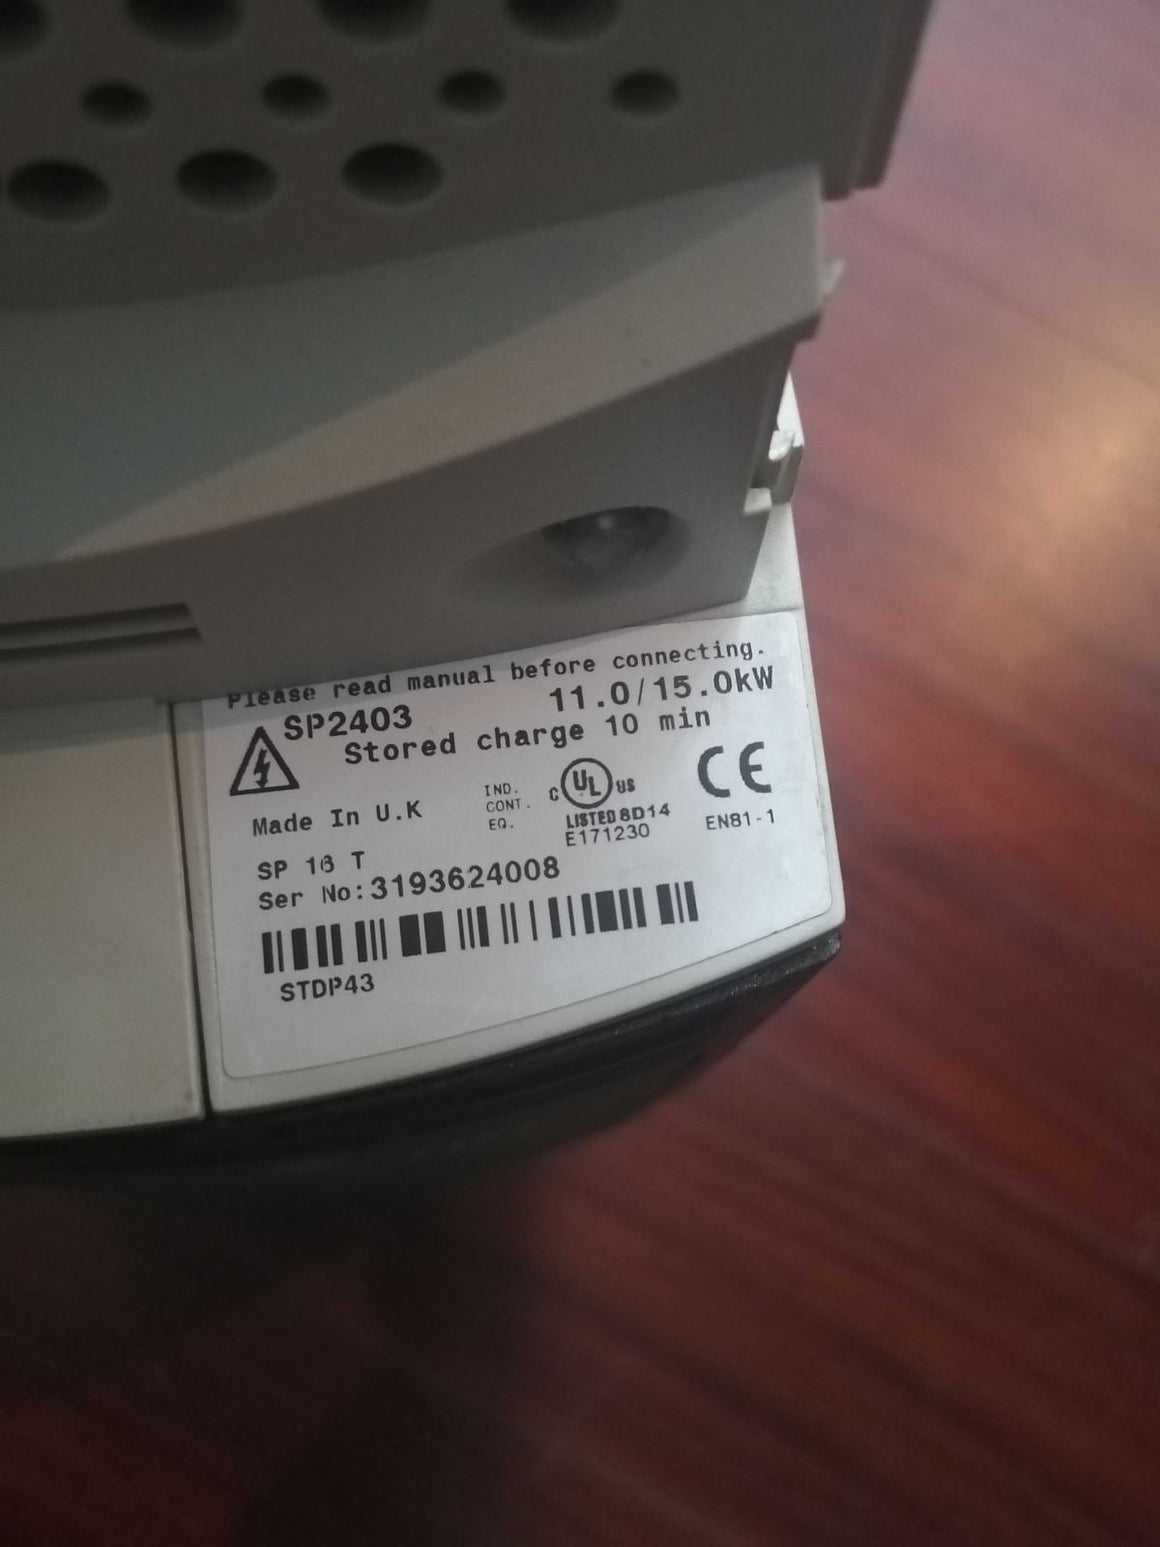 Please read manual before connecting.
SP2403 11.0/15.0kW
Stored charge 10 min
Made In U.K
IND.
CONT.
EQ.
C UL US
LISTED 8D14
E171230
CE
EN81-1
SP T
Ser No:3193624008
STDP43